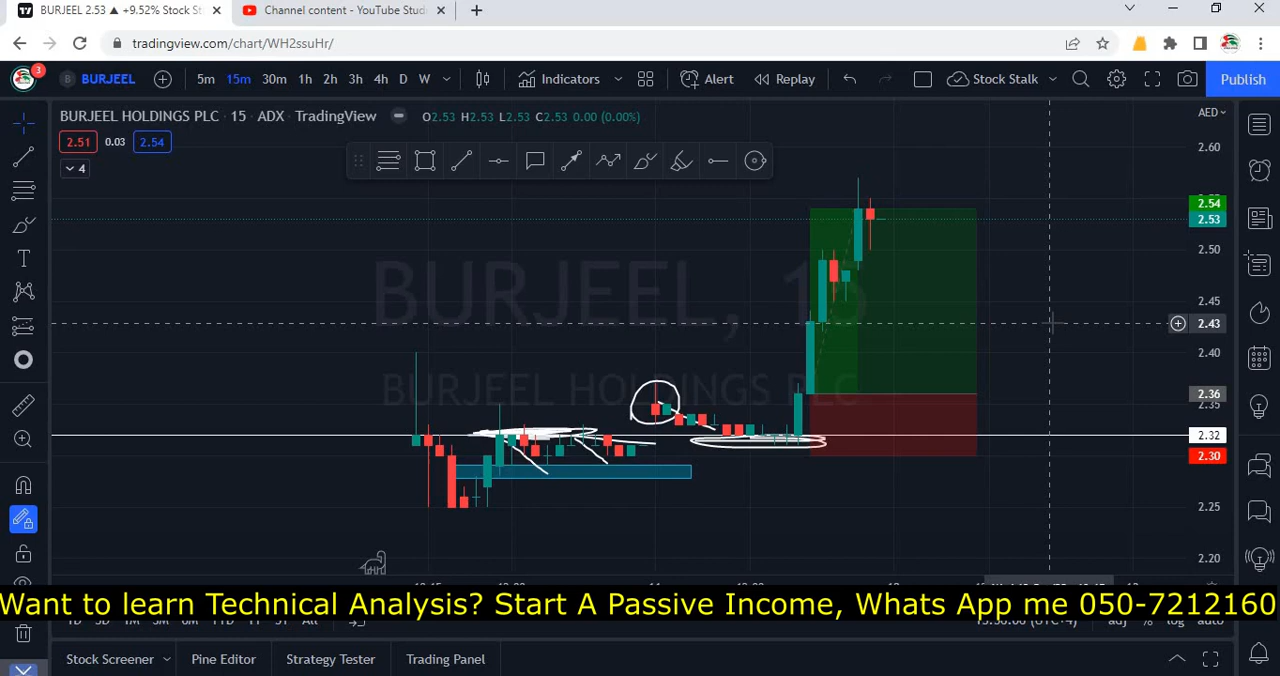 BURJEEL 2.53 ▲ +9.52% Stock S
Channel content - YouTube Stud
tradingview.com/chart/WH2ssuHr/
3
B BURJEEL
5m 15m 30m 1h 2h 3h 4h D W
Indicators
Alert
Replay
Stock Stalk
Publish
BURJEEL HOLDINGS PLC · 15 · ADX · TradingView
O2.53 H2.53 L2.53 C2.53 0.00 (0.00%)
AED
2.51 0.03 2.54
4
2.60
2.54
2.53
2.50
2.45
2.43
2.40
2.36
2.35
2.32
2.30
2.25
2.20
BURJEEL, 15
BURJEEL HOLDINGS PLC
Want to learn Technical Analysis? Start A Passive Income, Whats App me 050-7212160
Stock Screener
Pine Editor
Strategy Tester
Trading Panel